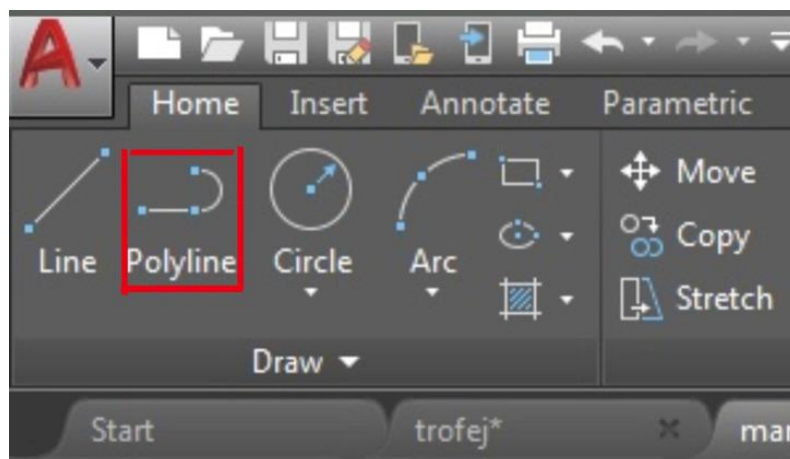 Home Insert Annotate Parametric
Line Polyline Circle Arc
Move
Copy
Stretch
Draw
Start trofej*